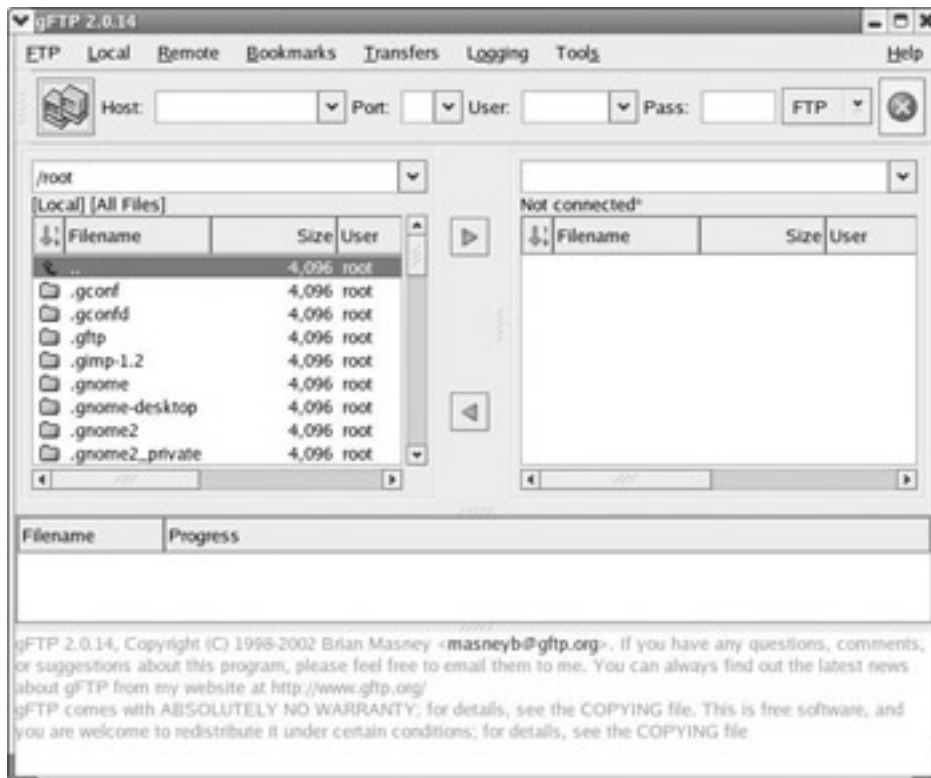 gFTP 2.0.14
FTP Local Remote Bookmarks Transfers Logging Tools Help
Host: Port: User: Pass: FTP
/root
[Local] [All Files]
Filename Size User
.. 4,096 root
.gconf 4,096 root
.gconfd 4,096 root
.gftp 4,096 root
.gimp-1.2 4,096 root
.gnome 4,096 root
.gnome-desktop 4,096 root
.gnome2 4,096 root
.gnome2_private 4,096 root
Not connected*
Filename Size User
Filename Progress
gFTP 2.0.14, Copyright (C) 1998-2002 Brian Masney <masneyb@gftp.org>. If you have any questions, comments,
or suggestions about this program, please feel free to email them to me. You can always find out the latest news
about gFTP from my website at http://www.gftp.org/
gFTP comes with ABSOLUTELY NO WARRANTY; for details, see the COPYING file. This is free software, and
you are welcome to redistribute it under certain conditions; for details, see the COPYING file